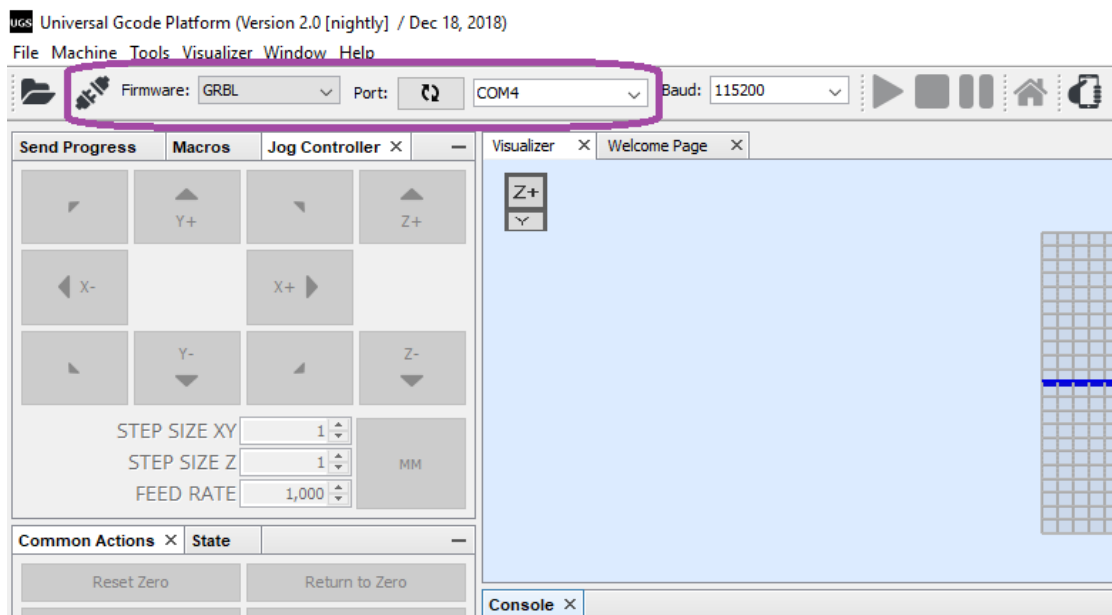 UGS Universal Gcode Platform (Version 2.0 [nightly] / Dec 18, 2018)
File Machine Tools Visualizer Window Help
Firmware: GRBL Port: COM4 Baud: 115200
Send Progress Macros Jog Controller
Visualizer Welcome Page
Y+ Z+
X- X+
Y- Z-
STEP SIZE XY 1
STEP SIZE Z 1
FEED RATE 1,000
MM
Z+
Y
Common Actions State
Reset Zero Return to Zero
Console